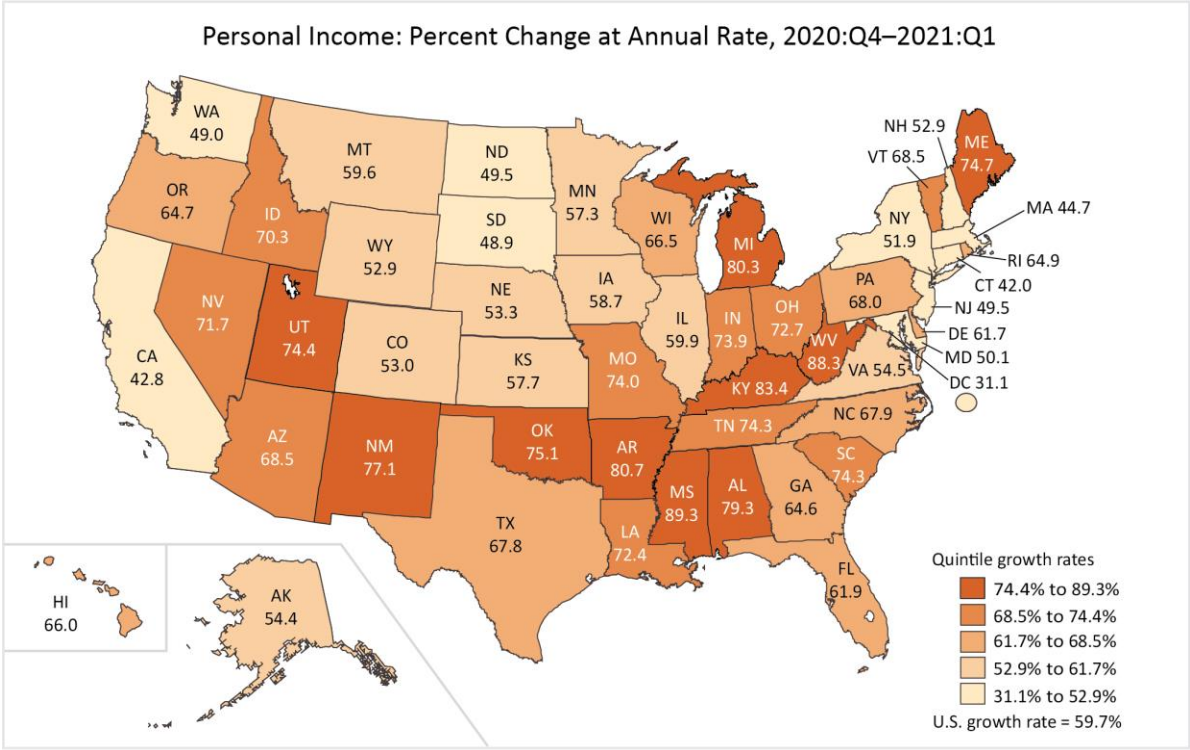 Personal Income: Percent Change at Annual Rate, 2020:Q4–2021:Q1
WA
49.0
OR
64.7
CA
42.8
ID
70.3
NV
71.7
UT
74.4
AZ
68.5
MT
59.6
WY
52.9
CO
53.0
NM
77.1
ND
49.5
SD
48.9
NE
53.3
KS
57.7
OK
75.1
TX
67.8
MN
57.3
IA
58.7
MO
74.0
AR
80.7
LA
72.4
WI
66.5
IL
59.9
MI
80.3
IN
73.9
OH
72.7
KY 83.4
TN 74.3
MS
89.3
AL
79.3
GA
64.6
FL
61.9
SC
74.3
NC 67.9
VA 54.5
WV
88.3
PA
68.0
NY
51.9
VT 68.5
NH 52.9
ME
74.7
MA 44.7
RI 64.9
CT 42.0
NJ 49.5
DE 61.7
MD 50.1
DC 31.1
HI
66.0
AK
54.4
Quintile growth rates
74.4% to 89.3%
68.5% to 74.4%
61.7% to 68.5%
52.9% to 61.7%
31.1% to 52.9%
U.S. growth rate = 59.7%